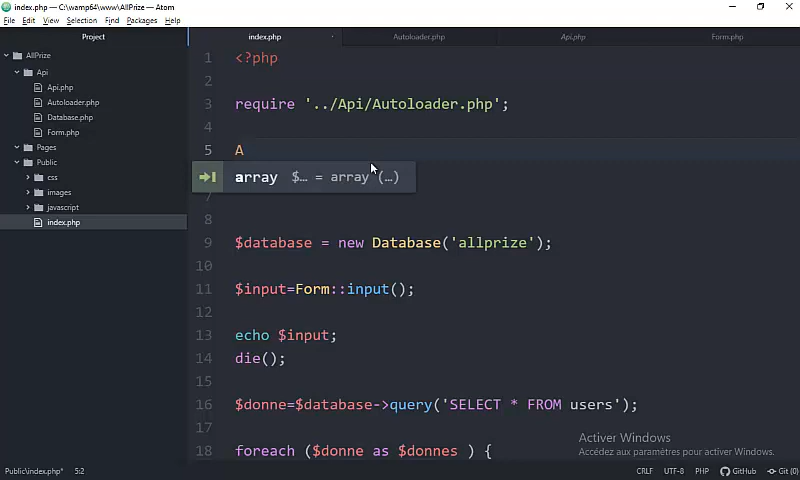 index.php — C:\wamp64\www\AllPrize — Atom
File Edit View Selection Find Packages Help
Project
index.php
Autoloader.php
Api.php
Form.php
AllPrize
Api
Api.php
Autoloader.php
Database.php
Form.php
Pages
Public
css
images
javascript
index.php
1 <?php
2
3 require '../Api/Autoloader.php';
4
5 A
array $… = array (…)
7
8
9 $database = new Database('allprize');
10
11 $input=Form::input();
12
13 echo $input;
14 die();
15
16 $donne=$database->query('SELECT * FROM users');
17
18 foreach ($donne as $donnes ) {
Activer Windows
Accédez aux paramètres pour activer Windows.
Public\index.php* 5:2
CRLF UTF-8 PHP GitHub Git (0)